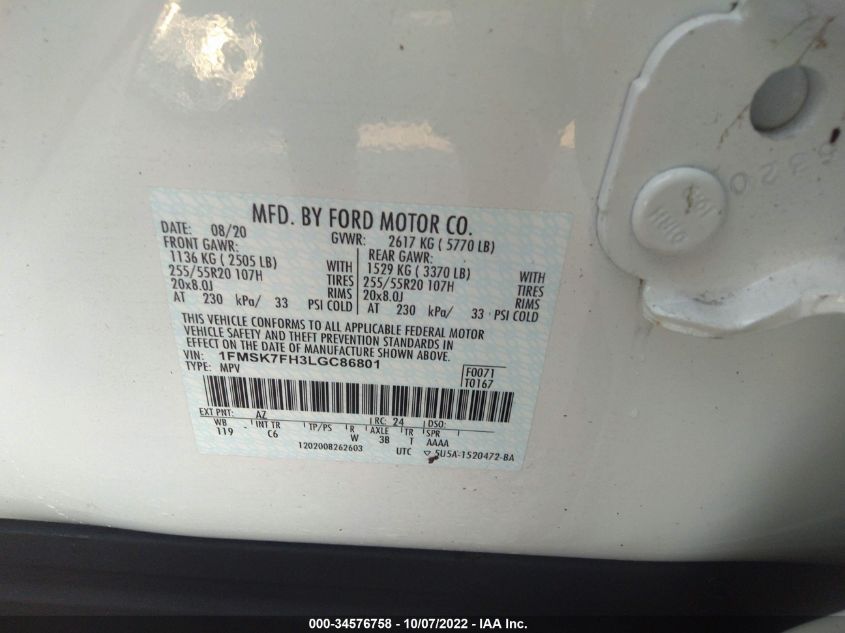 MFD. BY FORD MOTOR CO.
DATE: 08/20 GVWR: 2617 KG ( 5770 LB)
FRONT GAWR: REAR GAWR:
1136 KG ( 2505 LB) WITH 1529 KG ( 3370 LB) WITH
255/55R20 107H TIRES 255/55R20 107H TIRES
20x8.0J RIMS 20x8.0J RIMS
AT 230 kPa/ 33 PSI COLD AT 230 kPa/ 33 PSI COLD
THIS VEHICLE CONFORMS TO ALL APPLICABLE FEDERAL MOTOR
VEHICLE SAFETY AND THEFT PREVENTION STANDARDS IN
EFFECT ON THE DATE OF MANUFACTURE SHOWN ABOVE.
VIN: 1FMSK7FH3LGC86801
TYPE: MPV
F0071
T0167
EXT PNT: AZ RC: 24 DSO:
WB INT TR TP/PS R AXLE TR SPR
119 - C6 W 38 T AAAA
1202008262603 UTC ▽ 5U5A-1520472-BA
000-34576758 - 10/07/2022 - IAA Inc.